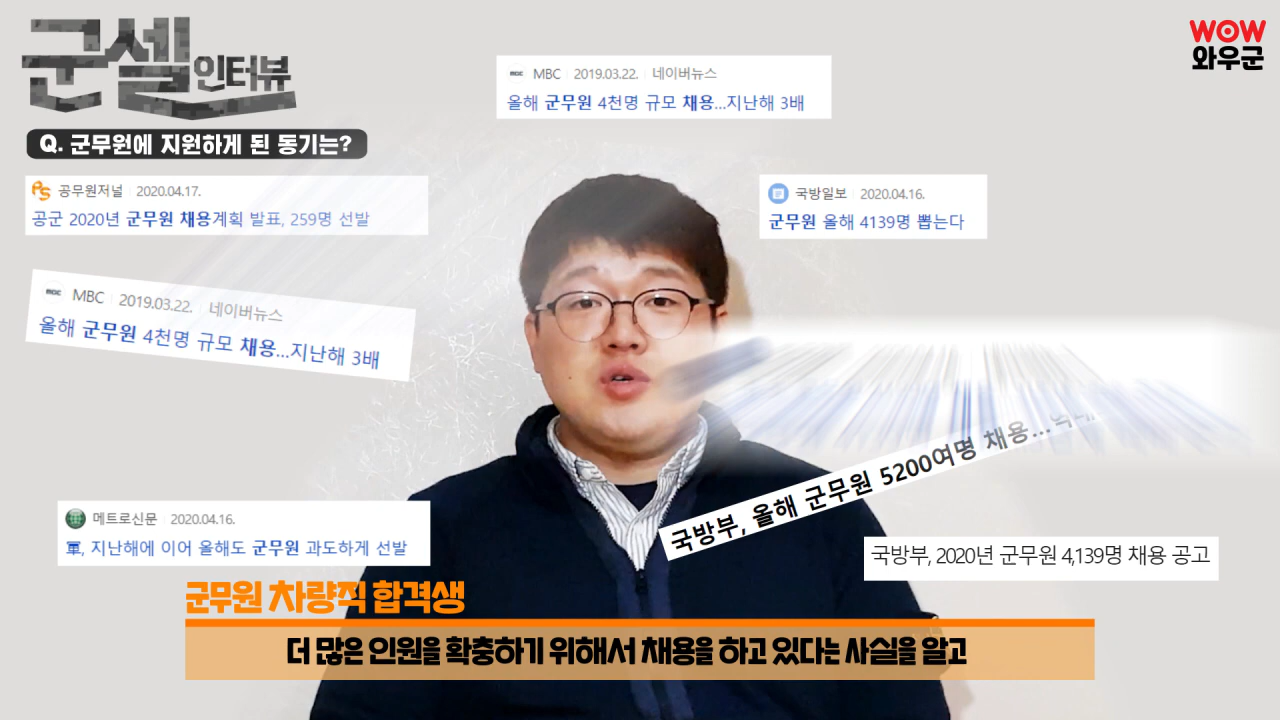 군셀인터뷰
WOW
와우군
Q. 군무원에 지원하게 된 동기는?
MBC 2019.03.22. 네이버뉴스
올해 군무원 4천명 규모 채용...지난해 3배
공무원저널 2020.04.17.
공군 2020년 군무원 채용계획 발표, 259명 선발
국방일보 2020.04.16.
군무원 올해 4139명 뽑는다
MBC 2019.03.22. 네이버뉴스
올해 군무원 4천명 규모 채용...지난해 3배
국방부, 올해 군무원 5200여명 채용...
메트로신문 2020.04.16.
軍, 지난해에 이어 올해도 군무원 과도하게 선발
국방부, 2020년 군무원 4,139명 채용 공고
군무원 차량직 합격생
더 많은 인원을 확충하기 위해서 채용을 하고 있다는 사실을 알고